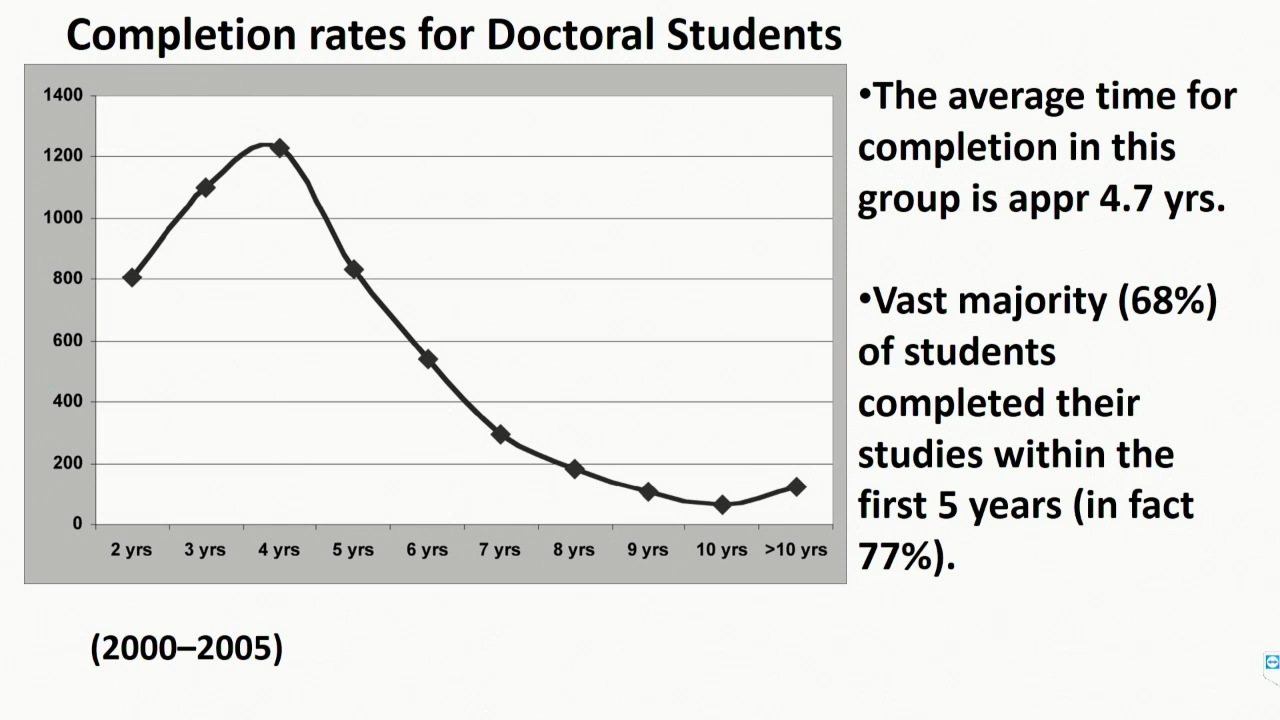 Completion rates for Doctoral Students
1400
1200
1000
800
600
400
200
0
2 yrs 3 yrs 4 yrs 5 yrs 6 yrs 7 yrs 8 yrs 9 yrs 10 yrs >10 yrs
•The average time for
completion in this
group is appr 4.7 yrs.
•Vast majority (68%)
of students
completed their
studies within the
first 5 years (in fact
77%).
(2000–2005)